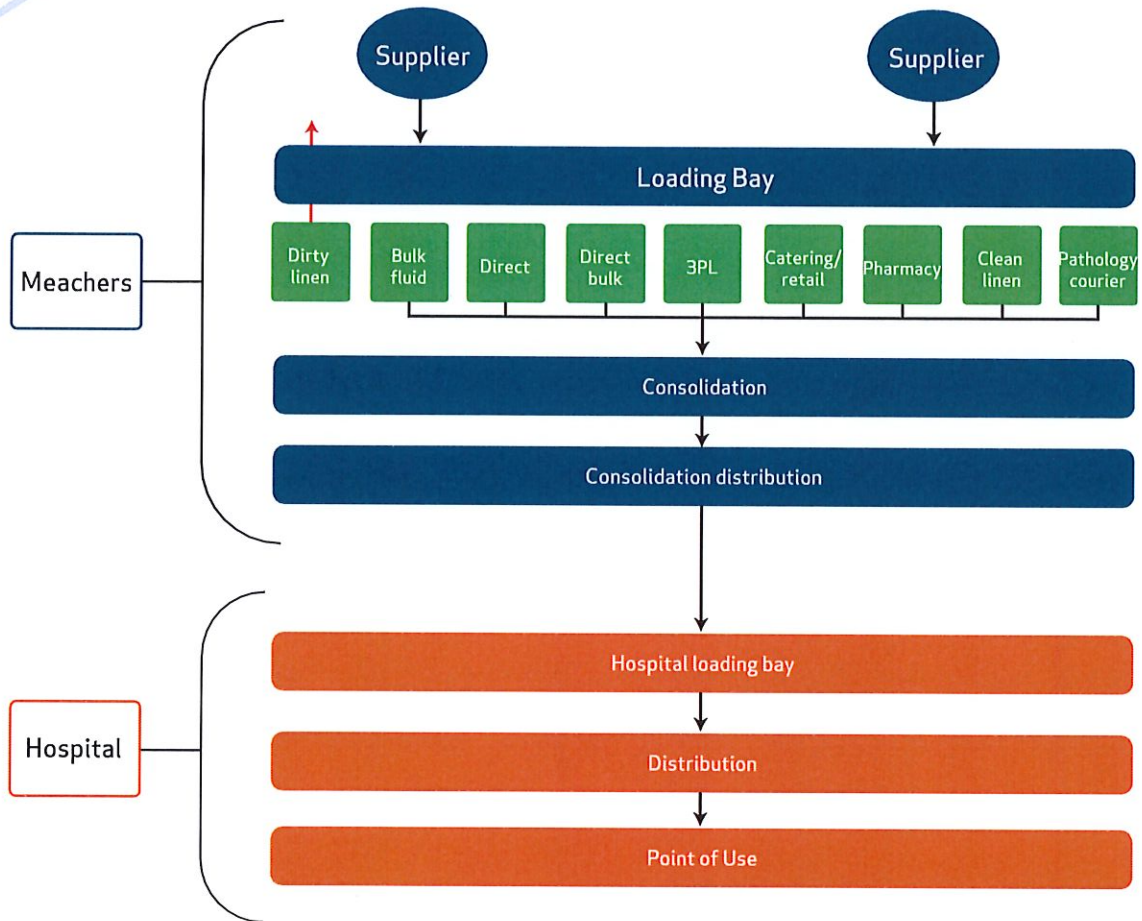 Supplier
Supplier
Loading Bay
Meachers
Dirty
linen
Bulk
fluid
Direct
Direct
bulk
3PL
Catering/
retail
Pharmacy
Clean
linen
Pathology
courier
Consolidation
Consolidation distribution
Hospital
Hospital loading bay
Distribution
Point of Use